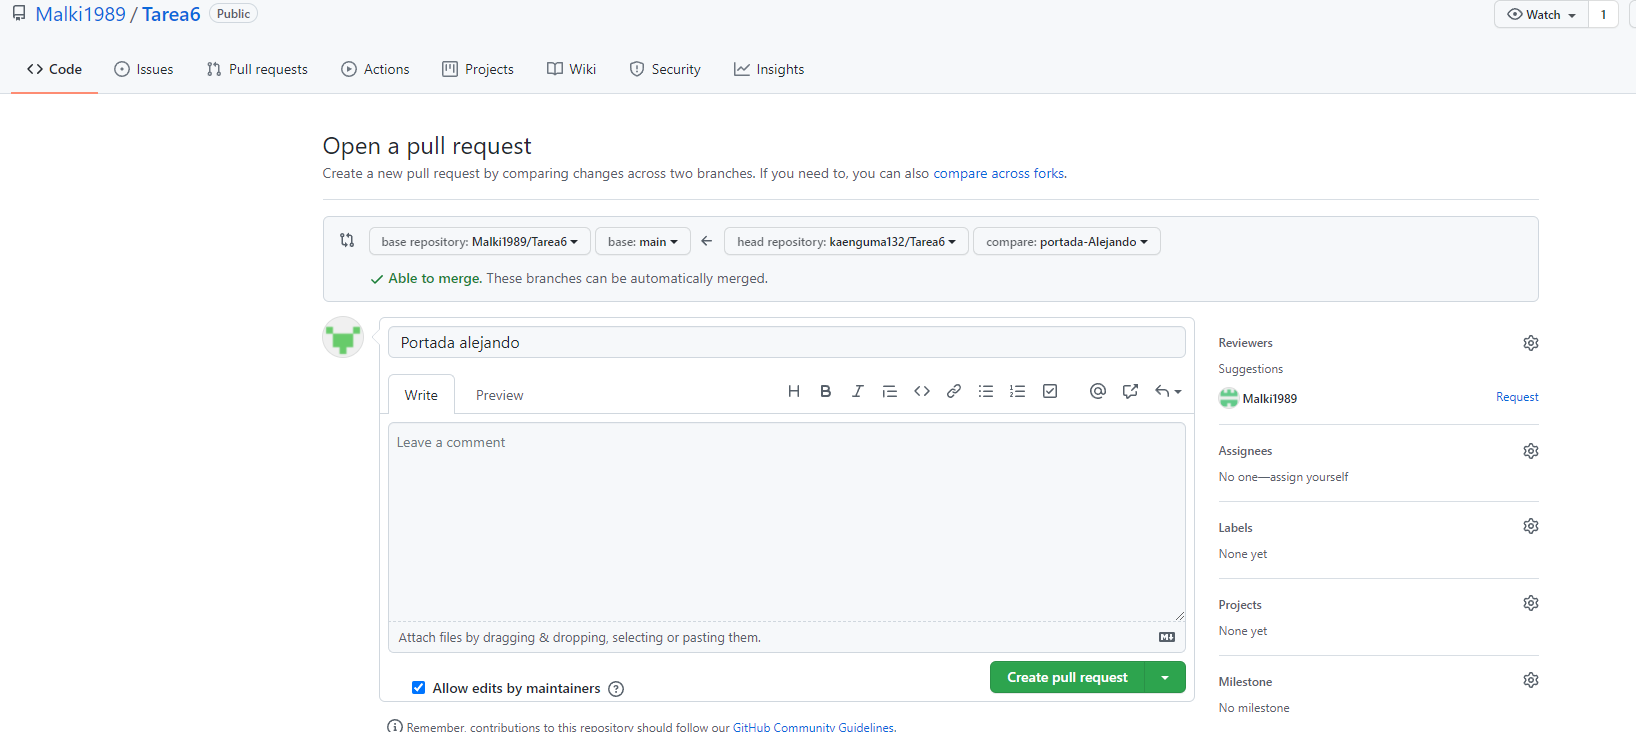 Malki1989 / Tarea6 Public
Watch 1
Code Issues Pull requests Actions Projects Wiki Security Insights
Open a pull request
Create a new pull request by comparing changes across two branches. If you need to, you can also compare across forks.
base repository: Malki1989/Tarea6 base: main head repository: kaenguma132/Tarea6 compare: portada-Alejando
Able to merge. These branches can be automatically merged.
Portada alejando
Write Preview
Leave a comment
Attach files by dragging & dropping, selecting or pasting them.
Allow edits by maintainers
Create pull request
Remember, contributions to this repository should follow our GitHub Community Guidelines.
Reviewers
Suggestions
Malki1989 Request
Assignees
No one—assign yourself
Labels
None yet
Projects
None yet
Milestone
No milestone